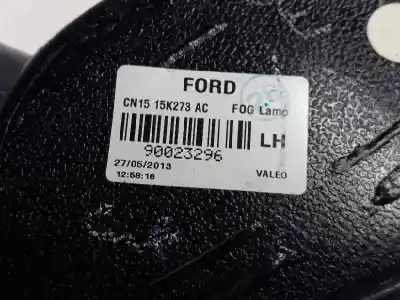 FORD
CN15 15K273 AC FOG Lamp
LH
90023296
27/05/2013
12:58:16
VALEO